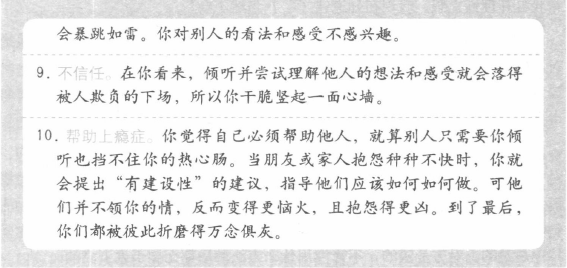 会暴跳如雷。你对别人的看法和感受不感兴趣。
9. 不信任。在你看来，倾听并尝试理解他人的想法和感受就会落得
被人欺负的下场，所以你干脆竖起一面心墙。
10. 帮助上瘾症。你觉得自己必须帮助他人，就算别人只需要你倾
听也挡不住你的热心肠。当朋友或家人抱怨种种不快时，你就
会提出“有建设性”的建议，指导他们应该如何如何做。可他
们并不领你的情，反而变得更恼火，且抱怨得更凶。到了最后，
你们都被彼此折磨得万念俱灰。